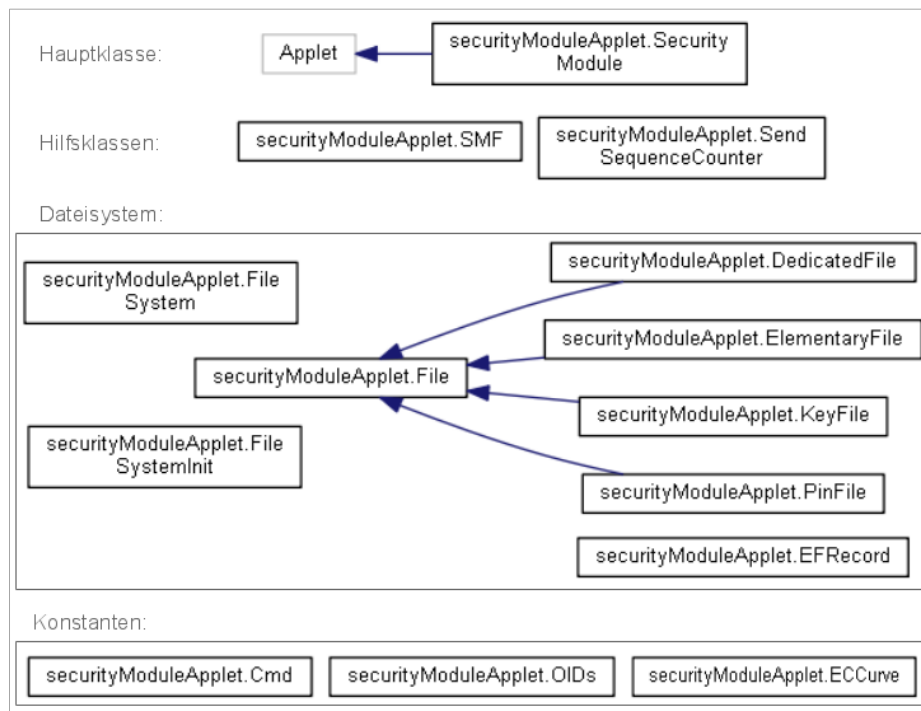 Hauptklasse:
Applet
securityModuleApplet.Security
Module
Hilfsklassen:
securityModuleApplet.SMF
securityModuleApplet.Send
SequenceCounter
Dateisystem:
securityModuleApplet.File
System
securityModuleApplet.DedicatedFile
securityModuleApplet.ElementaryFile
securityModuleApplet.File
securityModuleApplet.KeyFile
securityModuleApplet.File
SystemInit
securityModuleApplet.PinFile
securityModuleApplet.EFRecord
Konstanten:
securityModuleApplet.Cmd
securityModuleApplet.OIDs
securityModuleApplet.ECCurve